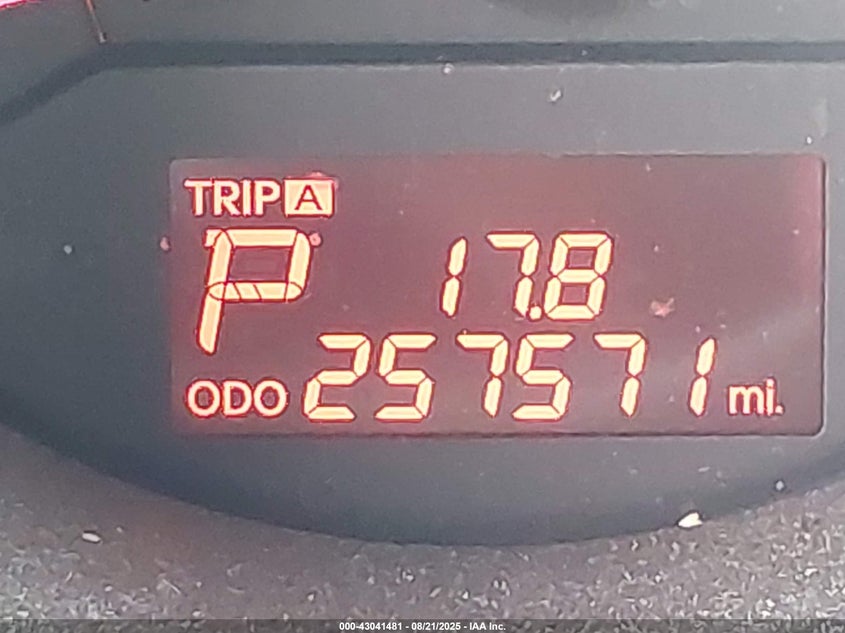 TRIP A
P 17.8
ODO 257571 mi.
000-43041481 - 08/21/2025 - IAA Inc.